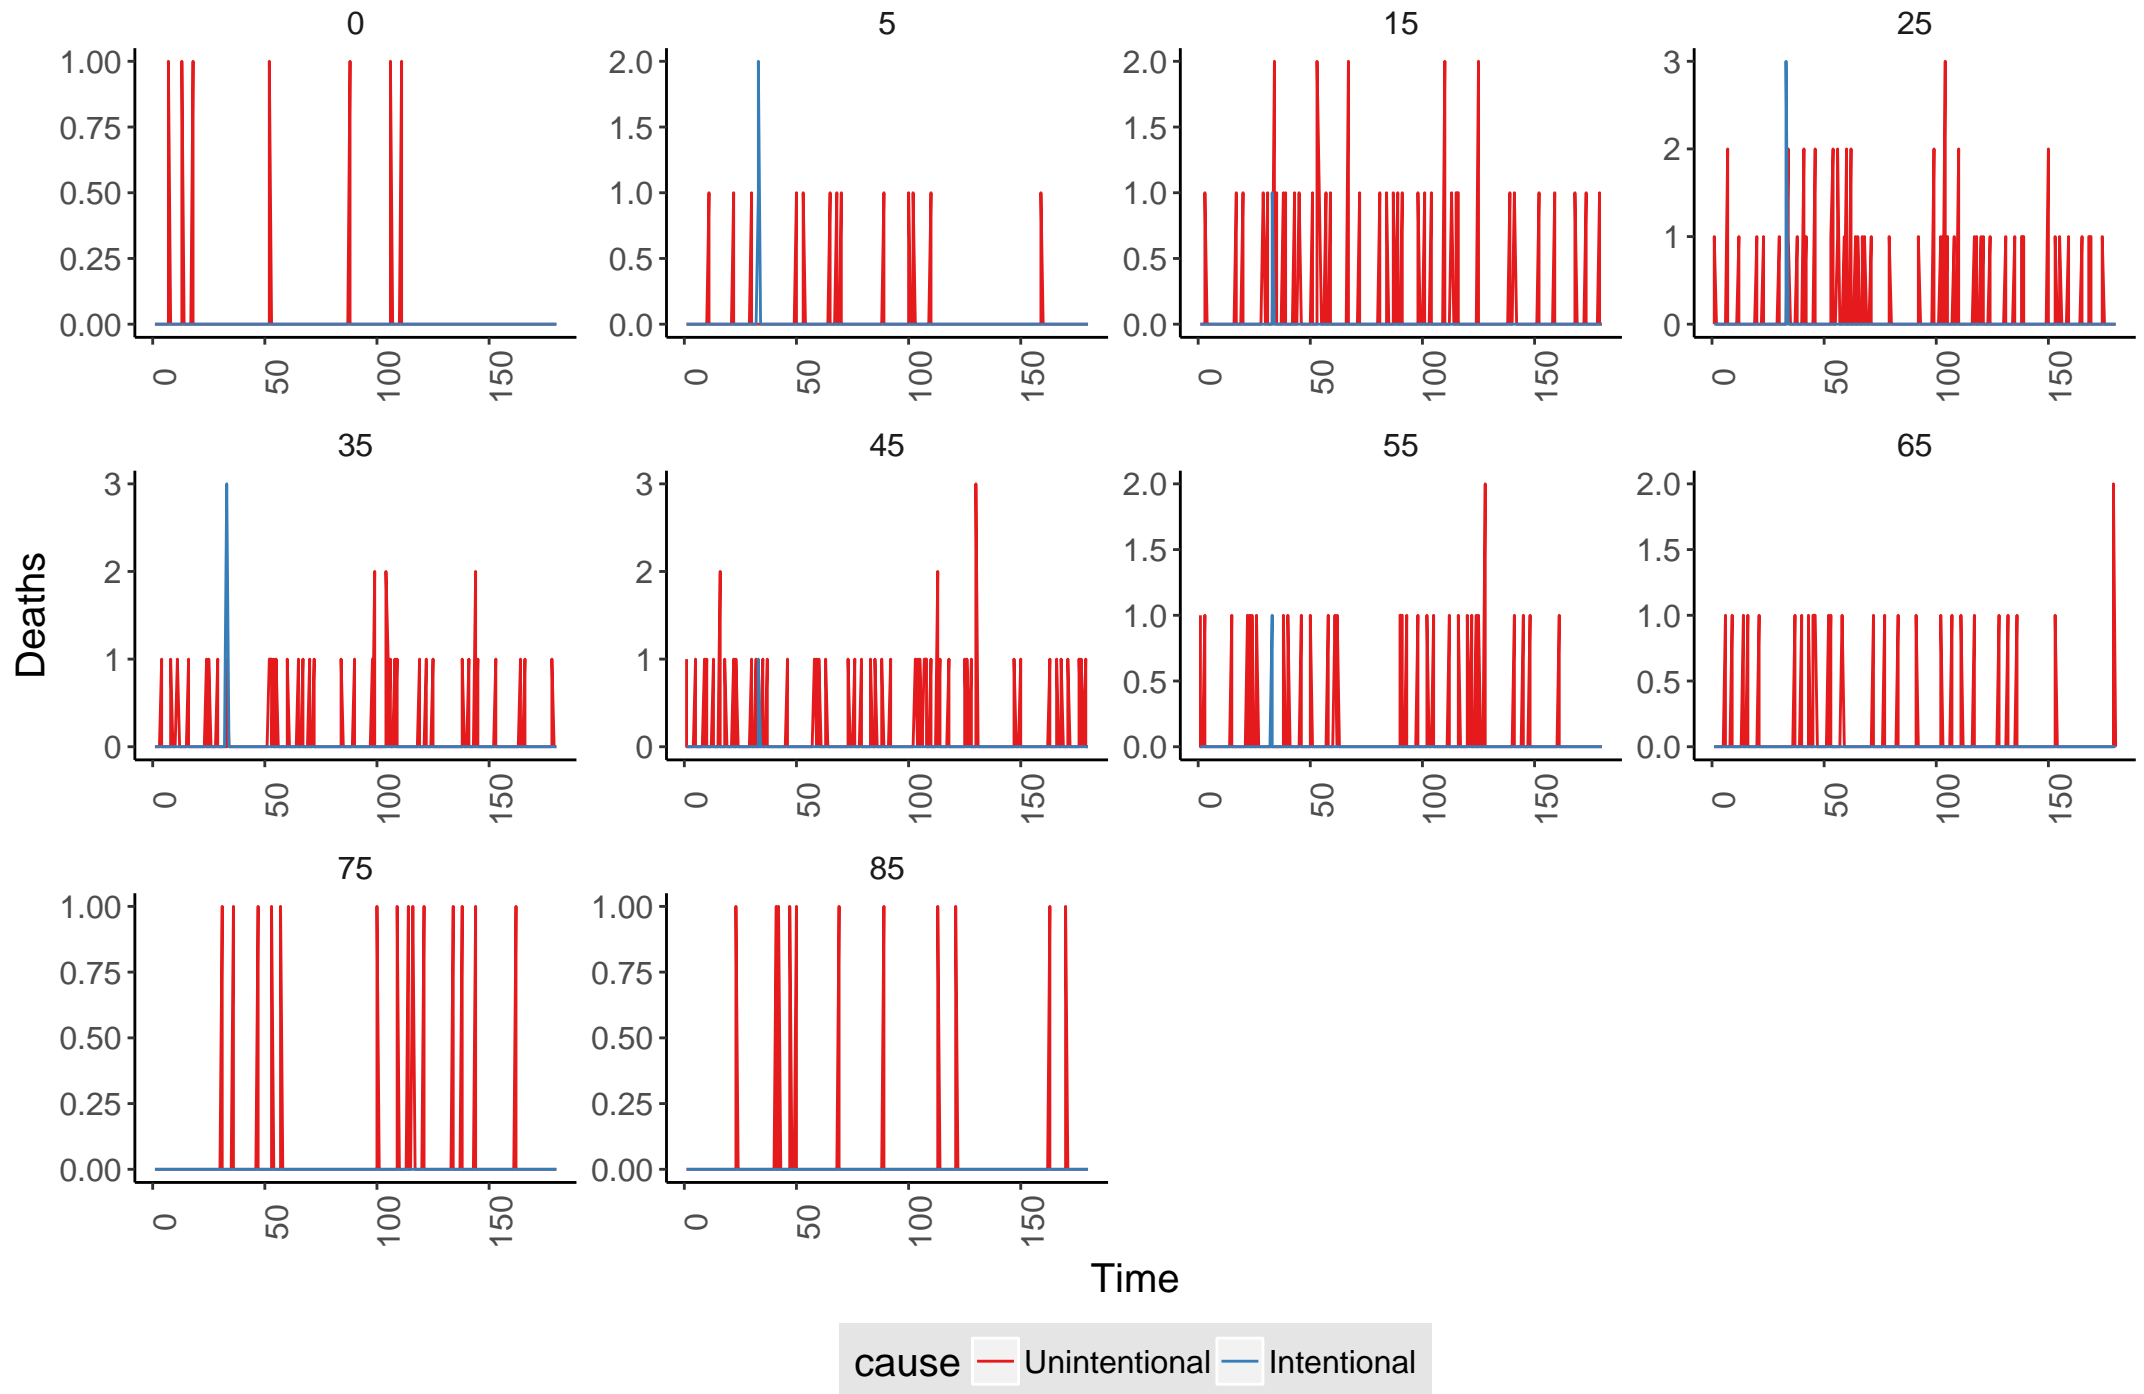 0 5 15 25
1.00 2.0 2.0 3
0.75 1.5 1.5 2
0.50 1.0 1.0 1
0.25 0.5 0.5
0.00 0.0 0.0 0
0 50 100 150 0 50 100 150 0 50 100 150 0 50 100 150
35 45 55 65
3 3 2.0 2.0
2 2 1.5 1.5
1 1 1.0 1.0
0.5 0.5
0 0 0.0 0.0
0 50 100 150 0 50 100 150 0 50 100 150 0 50 100 150
Deaths
75 85
1.00 1.00
0.75 0.75
0.50 0.50
0.25 0.25
0.00 0.00
0 50 100 150 0 50 100 150
Time
cause Unintentional Intentional